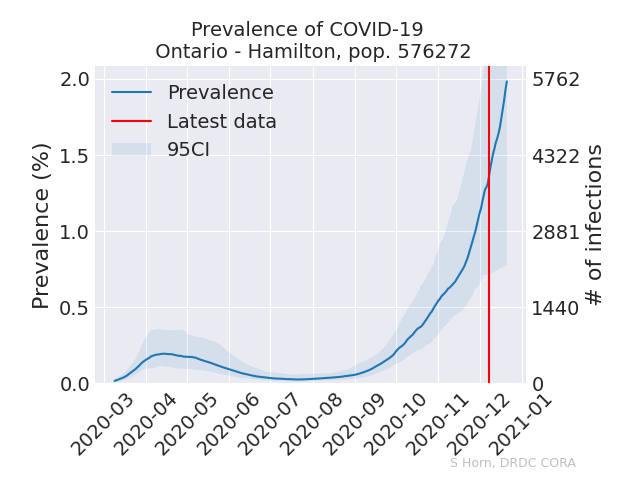 Prevalence of COVID-19
Ontario - Hamilton, pop. 576272
Prevalence
Latest data
95CI
Prevalence (%)
2.0
1.5
1.0
0.5
0.0
5762
4322
2881
1440
0
# of infections
2020-03
2020-04
2020-05
2020-06
2020-07
2020-08
2020-09
2020-10
2020-11
2020-12
2021-01
S Horn, DRDC CORA